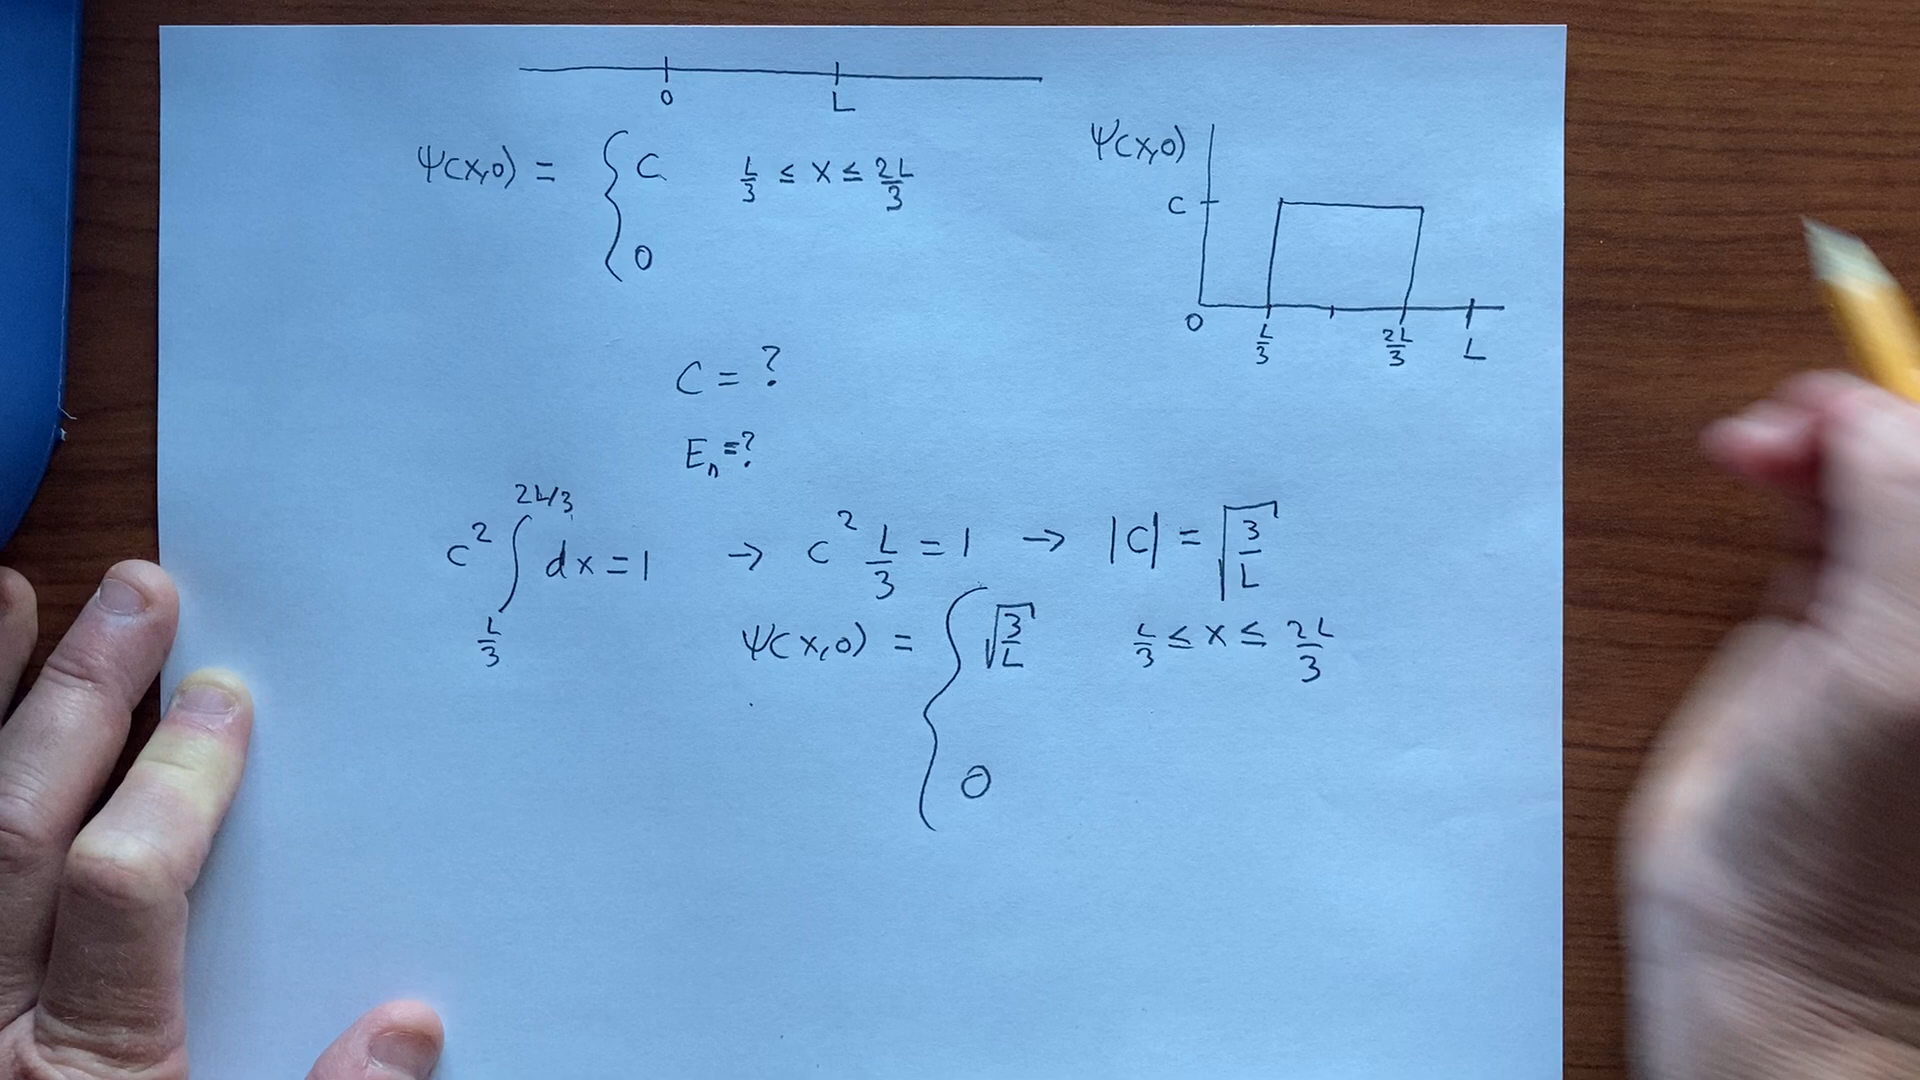 0 L
ψ(x,0) = { C L/3 ≤ x ≤ 2L/3
0
ψ(x,0)
C
0 L/3 2L/3 L
C = ?
Eₙ = ?
c² ∫_{L/3}^{2L/3} dx = 1 → c² L/3 = 1 → |C| = √(3/L)
ψ(x,0) = { √(3/L) L/3 ≤ x ≤ 2L/3
0